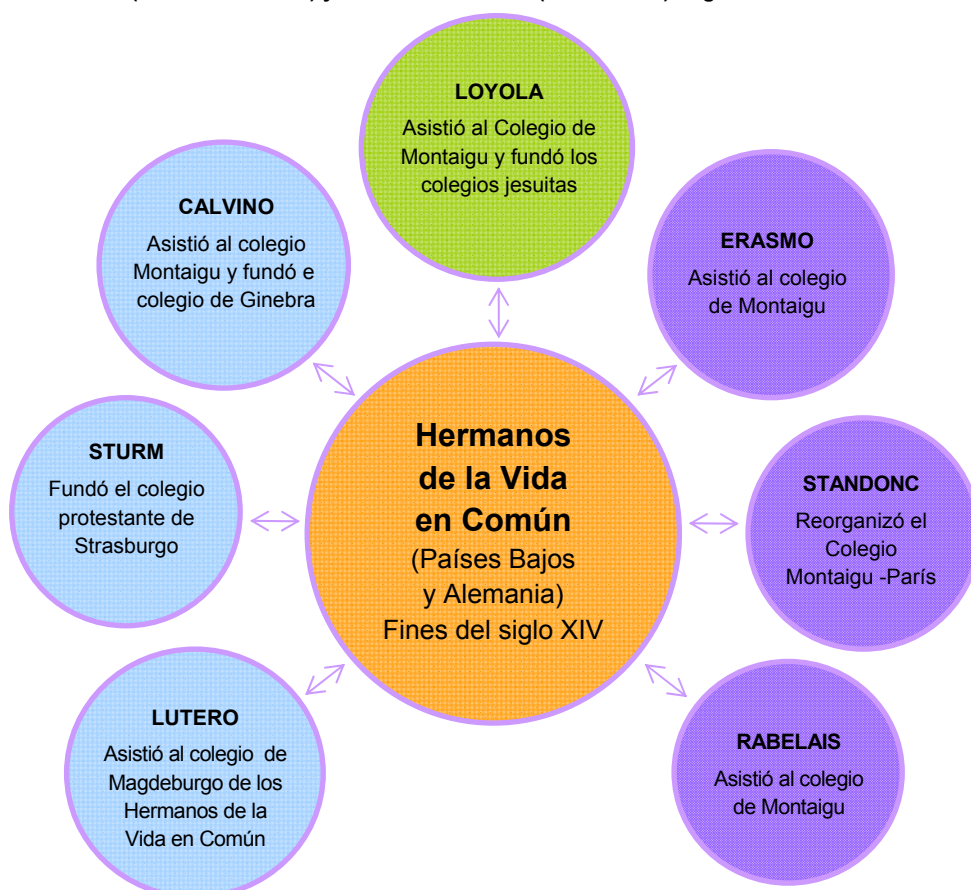 LOYOLA
Asistió al Colegio de
Montaigu y fundó los
colegios jesuitas
CALVINO
Asistió al colegio
Montaigu y fundó e
colegio de Ginebra
ERASMO
Asistió al colegio
de Montaigu
Hermanos
de la Vida
en Común
(Países Bajos
y Alemania)
Fines del siglo XIV
STURM
Fundó el colegio
protestante de
Strasburgo
STANDONC
Reorganizó el
Colegio
Montaigu -París
LUTERO
Asistió al colegio de
Magdeburgo de los
Hermanos de la
Vida en Común
RABELAIS
Asistió al colegio
de Montaigu